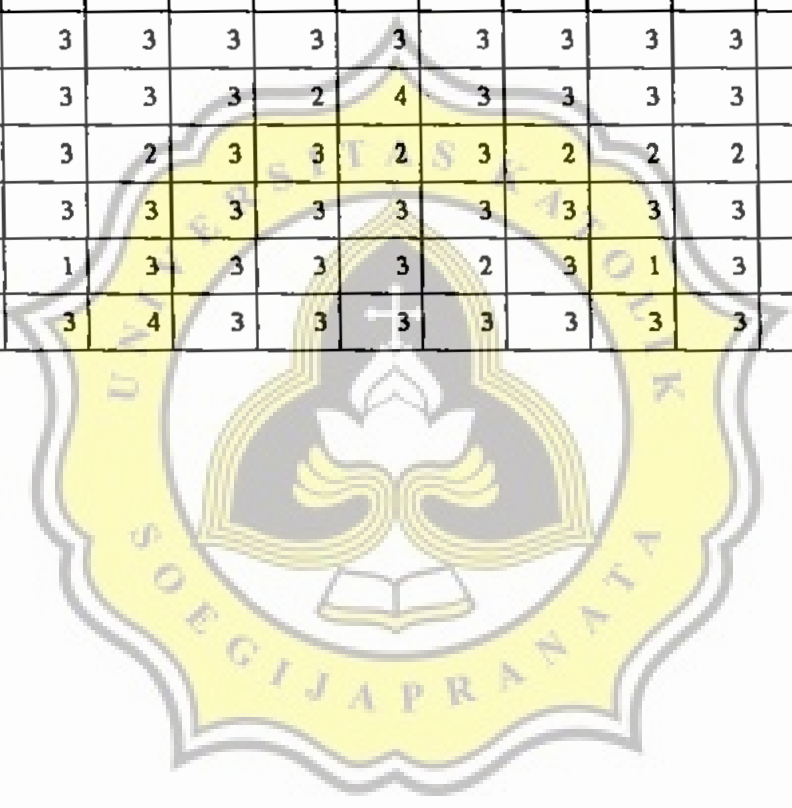 3 3 3 3 3 3 3 3 3
3 3 3 2 4 3 3 3 3
3 2 3 3 2 3 2 2 2
3 3 3 3 3 3 3 3 3
1 3 3 3 3 2 3 1 3
3 4 3 3 3 3 3 3 3
UNIVERSITAS KATOLIK
SOEGIJAPRANATA